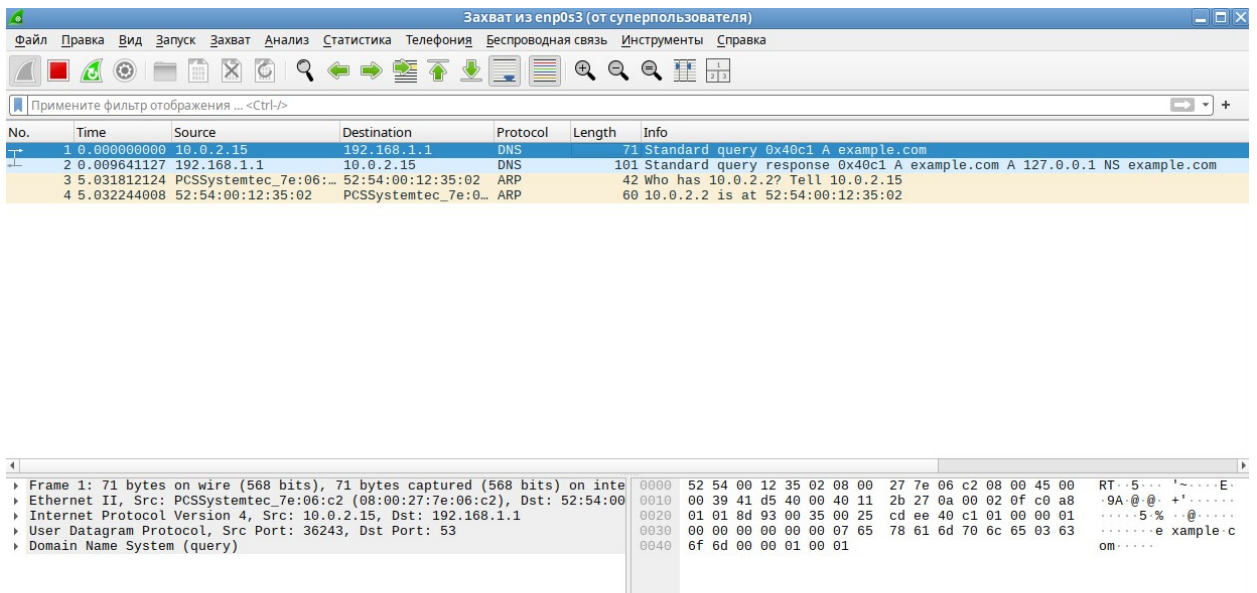 Захват из enp0s3 (от суперпользователя)
Файл Правка Вид Запуск Захват Анализ Статистика Телефония Беспроводная связь Инструменты Справка
Примените фильтр отображения ... <Ctrl-/>
No. Time Source Destination Protocol Length Info
1 0.000000000 10.0.2.15 192.168.1.1 DNS 71 Standard query 0x40c1 A example.com
2 0.009641127 192.168.1.1 10.0.2.15 DNS 101 Standard query response 0x40c1 A example.com A 127.0.0.1 NS example.com
3 5.031812124 PCSSystemtec_7e:06:… 52:54:00:12:35:02 ARP 42 Who has 10.0.2.2? Tell 10.0.2.15
4 5.032244008 52:54:00:12:35:02 PCSSystemtec_7e:0… ARP 60 10.0.2.2 is at 52:54:00:12:35:02
Frame 1: 71 bytes on wire (568 bits), 71 bytes captured (568 bits) on inte
Ethernet II, Src: PCSSystemtec_7e:06:c2 (08:00:27:7e:06:c2), Dst: 52:54:00
Internet Protocol Version 4, Src: 10.0.2.15, Dst: 192.168.1.1
User Datagram Protocol, Src Port: 36243, Dst Port: 53
Domain Name System (query)
0000 52 54 00 12 35 02 08 00 27 7e 06 c2 08 00 45 00 RT··5··· '~····E·
0010 00 39 41 d5 40 00 40 11 2b 27 0a 00 02 0f c0 a8 ·9A·@·@· +'······
0020 01 01 8d 93 00 35 00 25 cd ee 40 c1 01 00 00 01 ·····5·% ··@·····
0030 00 00 00 00 00 00 07 65 78 61 6d 70 6c 65 03 63 ·······e xample·c
0040 6f 6d 00 00 01 00 01 om·····